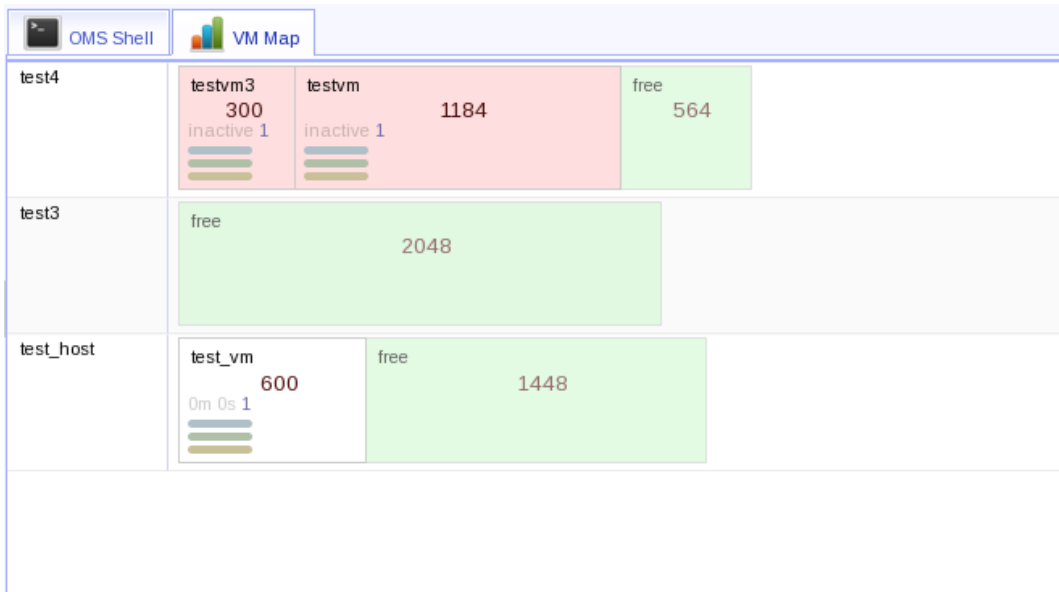 OMS Shell VM Map
test4
testvm3 testvm free
300 1184 564
inactive 1 inactive 1
test3
free
2048
test_host
test_vm free
600 1448
0m 0s 1